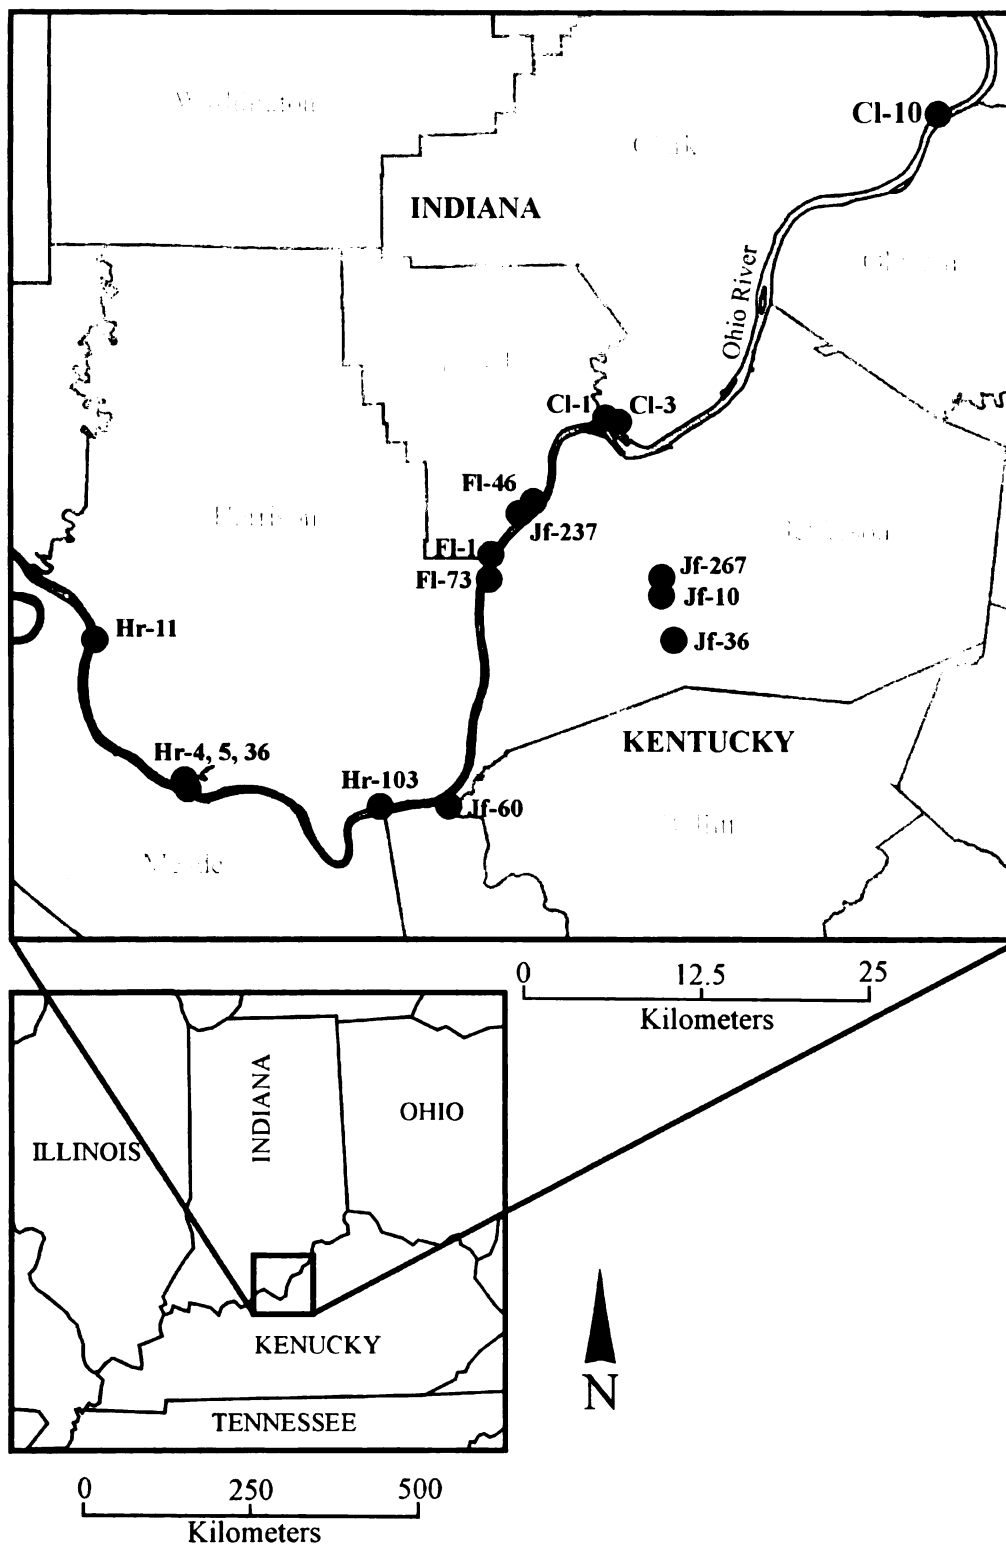 Cl-10
INDIANA
Ohio River
Cl-1
Cl-3
Fl-46
Jf-237
Fl-1
Fl-73
Jf-267
Jf-10
Jf-36
Hr-11
KENTUCKY
Hr-4, 5, 36
Hr-103
Jf-60
0 12.5 25
Kilometers
INDIANA
OHIO
ILLINOIS
KENUCKY
TENNESSEE
N
0 250 500
Kilometers